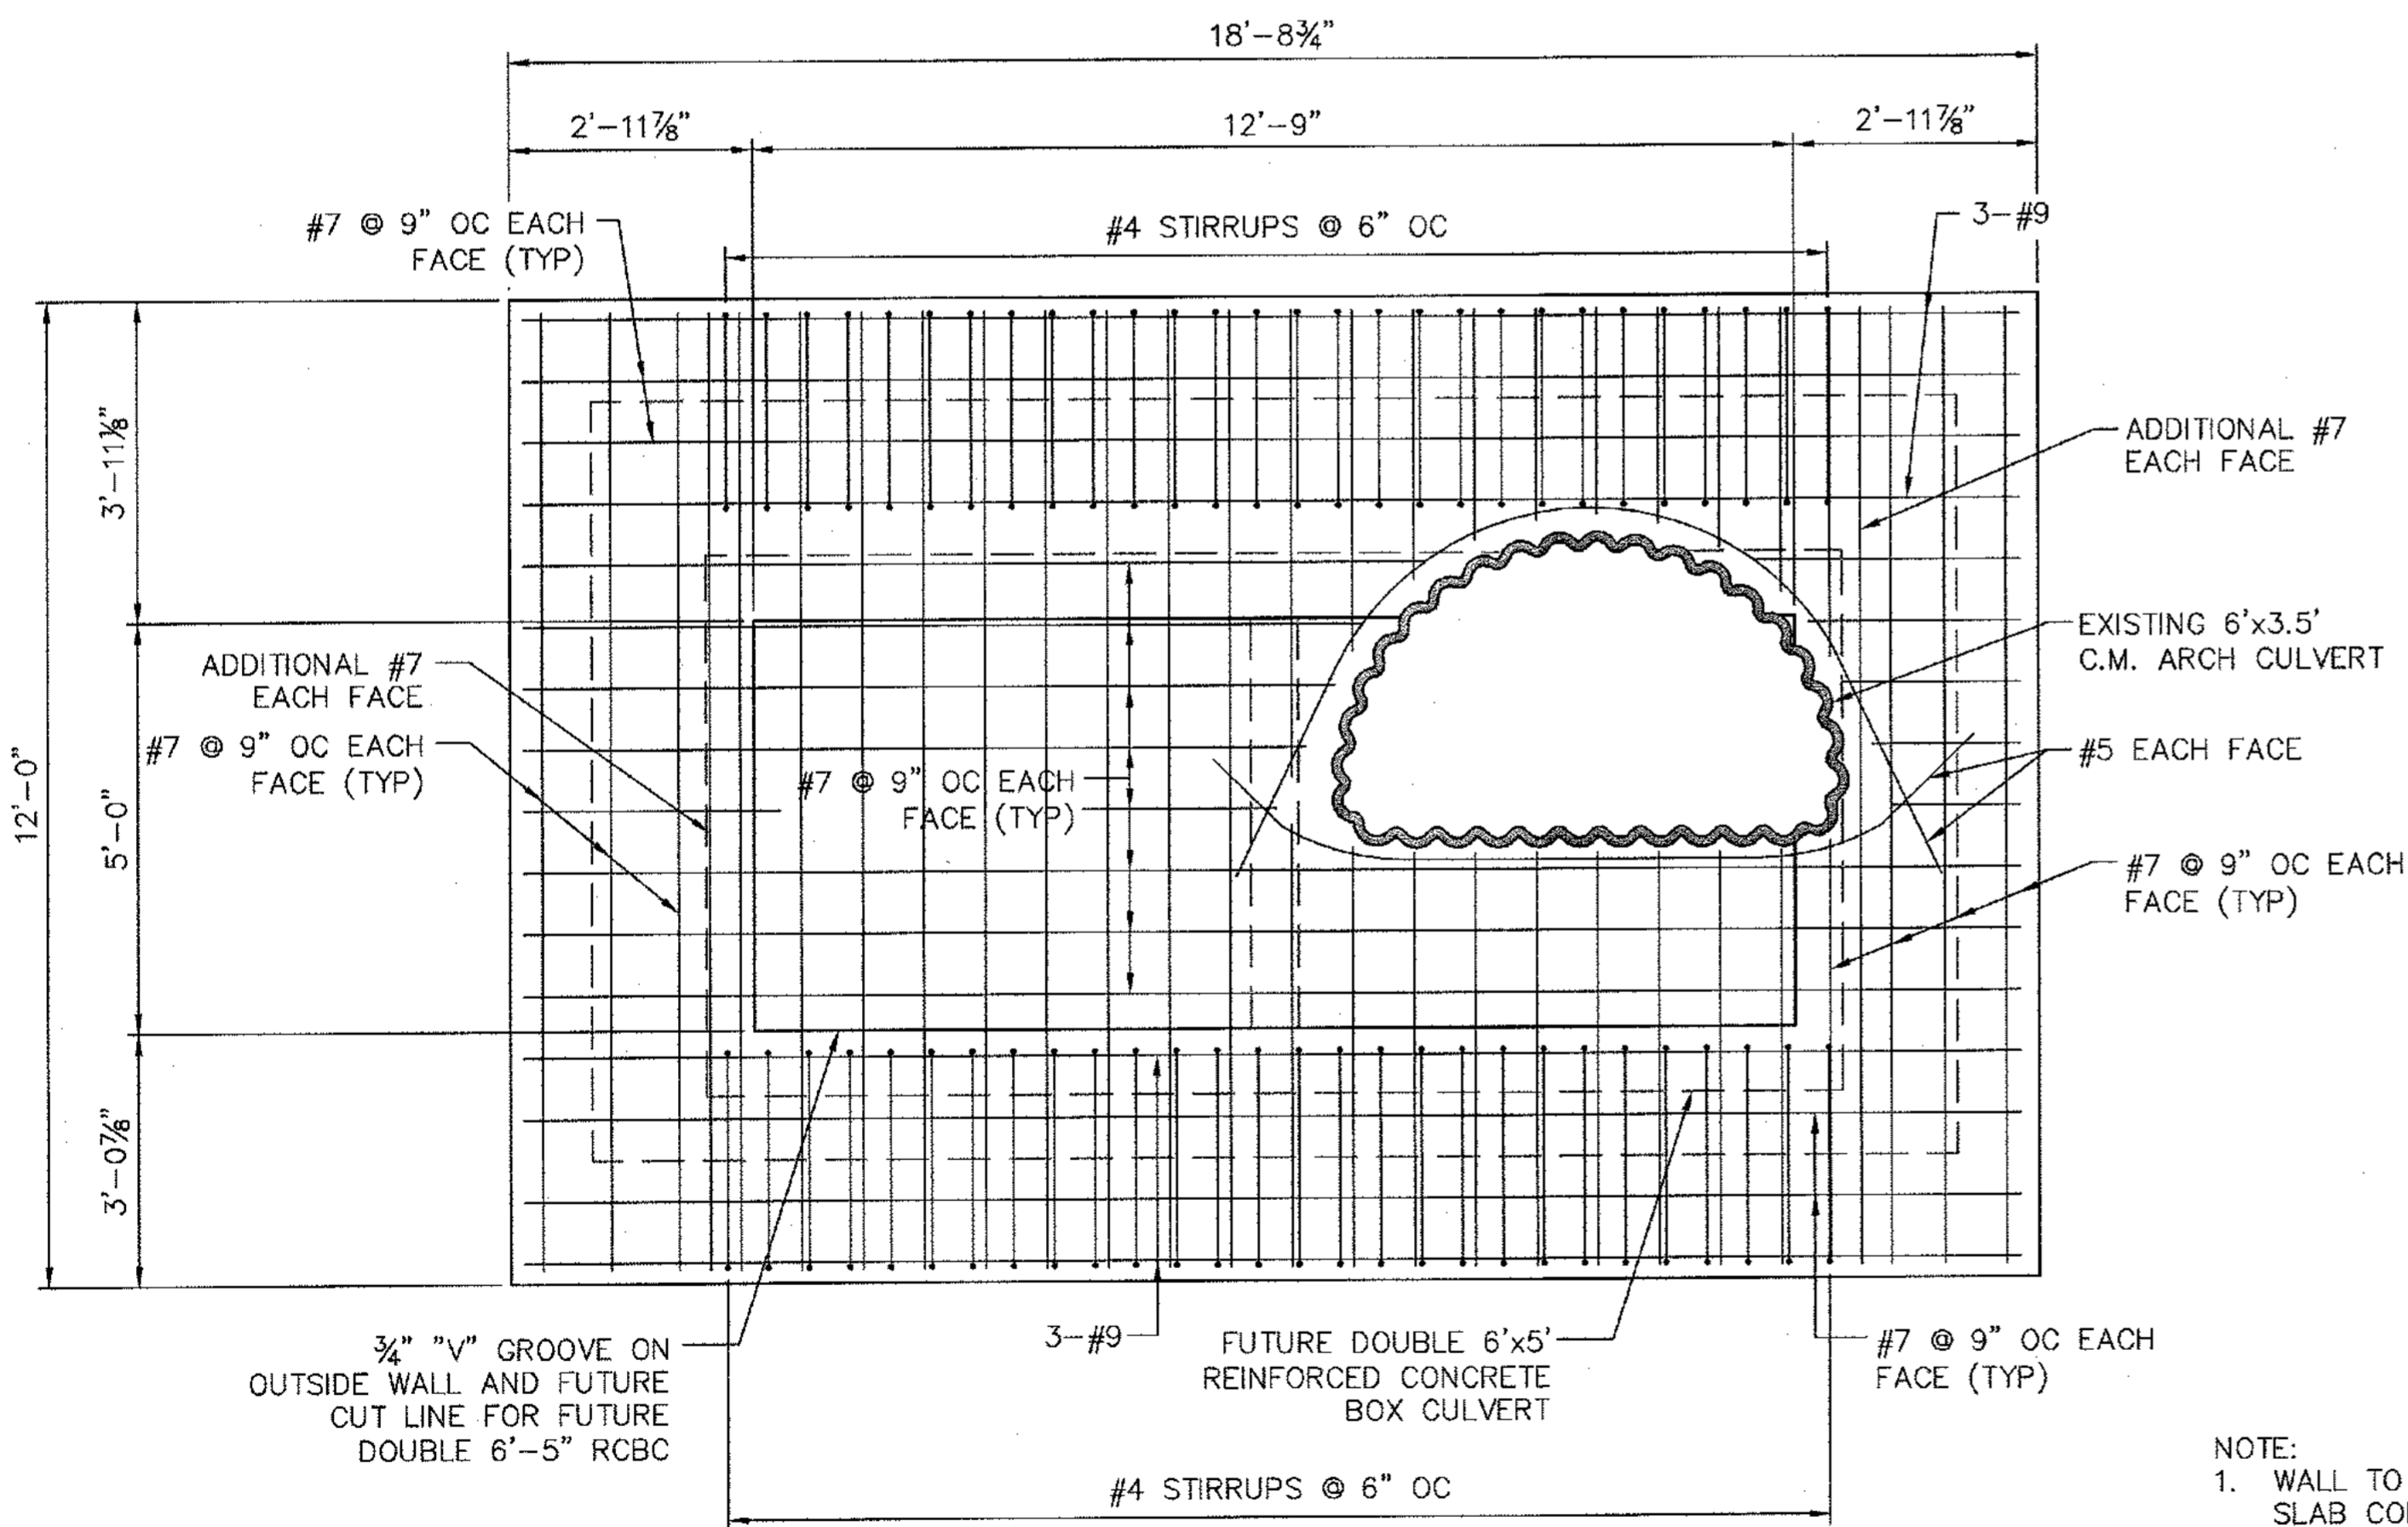 18'-8¾"
2'-11⅞"
12'-9"
2'-11⅞"
#7 @ 9" OC EACH
FACE (TYP)
#4 STIRRUPS @ 6" OC
3-#9
12'-0"
3'-11⅛"
5'-0"
3'-0⅞"
ADDITIONAL #7
EACH FACE
EXISTING 6'x3.5'
C.M. ARCH CULVERT
ADDITIONAL #7
EACH FACE
#7 @ 9" OC EACH
FACE (TYP)
#7 @ 9" OC EACH
FACE (TYP)
#5 EACH FACE
#7 @ 9" OC EACH
FACE (TYP)
¾" "V" GROOVE ON
OUTSIDE WALL AND FUTURE
CUT LINE FOR FUTURE
DOUBLE 6'-5" RCBC
3-#9
FUTURE DOUBLE 6'x5'
REINFORCED CONCRETE
BOX CULVERT
#7 @ 9" OC EACH
FACE (TYP)
#4 STIRRUPS @ 6" OC
NOTE:
1. WALL TO
SLAB